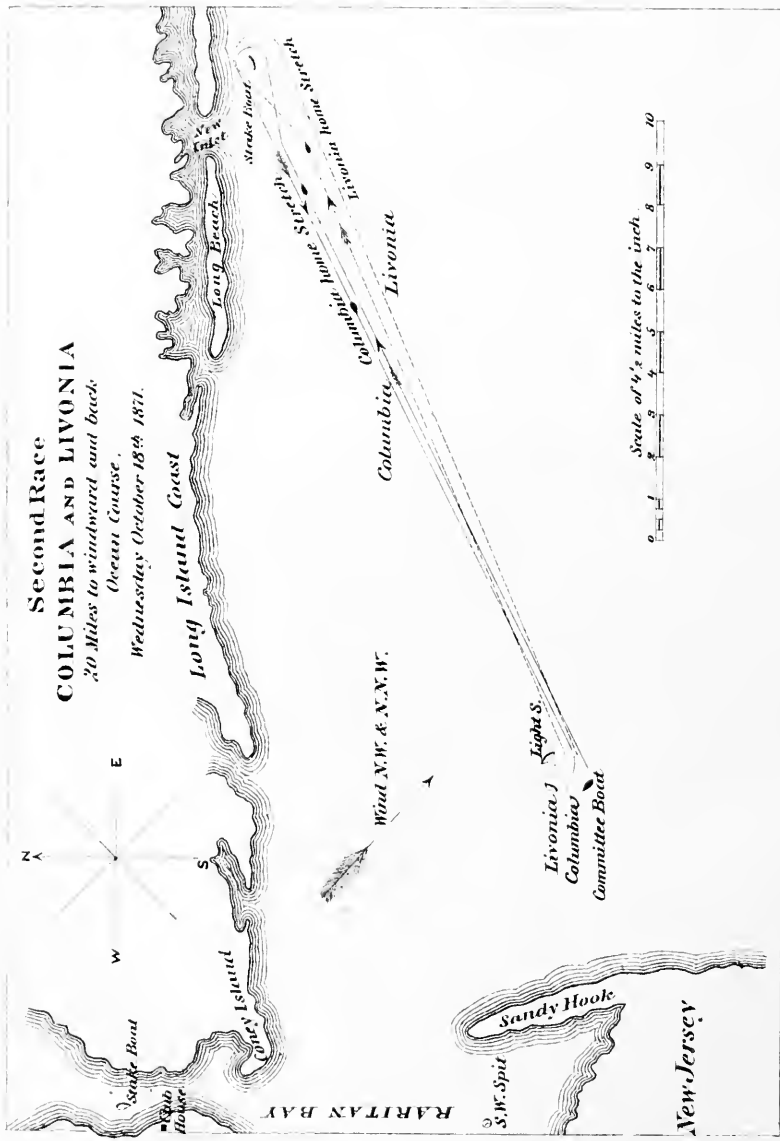 Second Race
COLUMBIA AND LIVONIA
20 Miles to windward and back
Ocean Course.
Wednesday October 18th 1871.
N
W
E
S
Stake Boat
Club
House
Coney Island
Long Island Coast
Long Beach
New
Inlet
Stake Boat
RARITAN BAY
Wind N.W. & N.N.W.
Columbia home Stretch
Livonia home Stretch
Columbia
Livonia
Light S.
Livonia
Columbia
Committee Boat
S.W. Spit
Sandy Hook
New Jersey
Scale of 4 1/2 miles to the inch
0 1 2 3 4 5 6 7 8 9 10